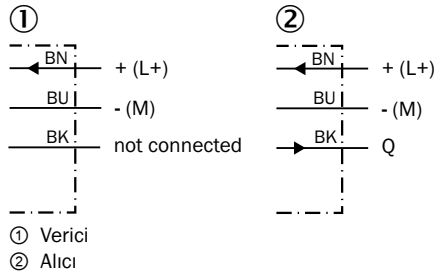 ① ②
BN + (L+) BN + (L+)
BU - (M) BU - (M)
BK not connected BK Q
① Verici
② Alıcı